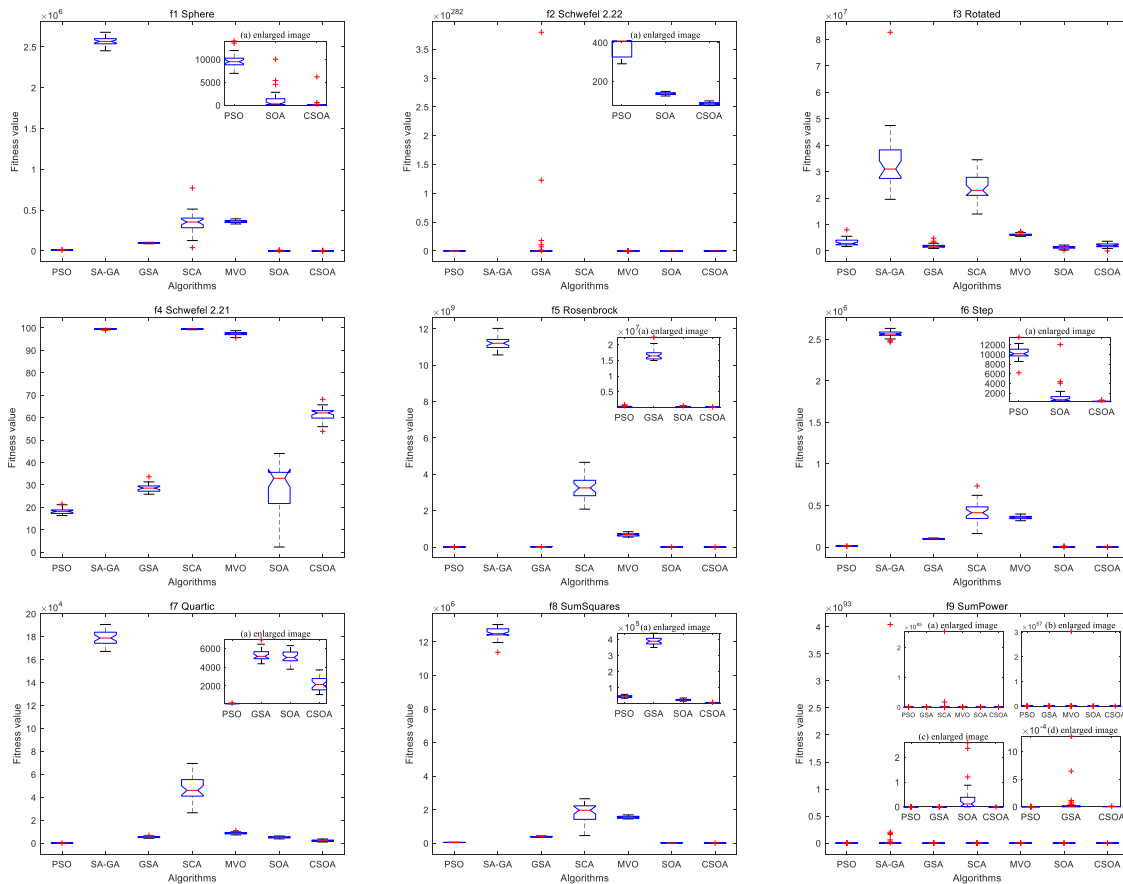 f1 Sphere
×10^6
Fitness value
2.5
2
1.5
1
0.5
0
PSO SA-GA GSA SCA MVO SOA CSOA
Algorithms
(a) enlarged image
10000
5000
0
PSO SOA CSOA
f2 Schwefel 2.22
×10^282
Fitness value
3.5
3
2.5
2
1.5
1
0.5
0
PSO SA-GA GSA SCA MVO SOA CSOA
Algorithms
(a) enlarged image
400
200
PSO SOA CSOA
f3 Rotated
×10^7
Fitness value
8
7
6
5
4
3
2
1
0
PSO SA-GA GSA SCA MVO SOA CSOA
Algorithms
f4 Schwefel 2.21
Fitness value
100
90
80
70
60
50
40
30
20
10
0
PSO SA-GA GSA SCA MVO SOA CSOA
Algorithms
f5 Rosenbrock
×10^9
Fitness value
12
10
8
6
4
2
0
PSO SA-GA GSA SCA MVO SOA CSOA
Algorithms
×10^7 (a) enlarged image
2
1.5
1
0.5
PSO GSA SOA CSOA
f6 Step
×10^6
Fitness value
2.5
2
1.5
1
0.5
0
PSO SA-GA GSA SCA MVO SOA CSOA
Algorithms
(a) enlarged image
12000
10000
8000
6000
4000
2000
PSO SOA CSOA
f7 Quartic
×10^4
Fitness value
20
18
16
14
12
10
8
6
4
2
0
PSO SA-GA GSA SCA MVO SOA CSOA
Algorithms
(a) enlarged image
6000
4000
2000
PSO GSA SOA CSOA
f8 SumSquares
×10^6
Fitness value
12
10
8
6
4
2
0
PSO SA-GA GSA SCA MVO SOA CSOA
Algorithms
×10^5 (a) enlarged image
4
3
2
1
PSO GSA SOA CSOA
f9 SumPower
×10^93
Fitness value
4
3.5
3
2.5
2
1.5
1
0.5
0
PSO SA-GA GSA SCA MVO SOA CSOA
Algorithms
(a) enlarged image
2
1
0
PSO GSA SCA MVO SOA CSOA
×10^57 (b) enlarged image
3
2
1
0
PSO GSA MVO SOA CSOA
(c) enlarged image
2
1
0
PSO GSA SOA CSOA
×10^-4 (d) enlarged image
10
5
0
PSO GSA CSOA